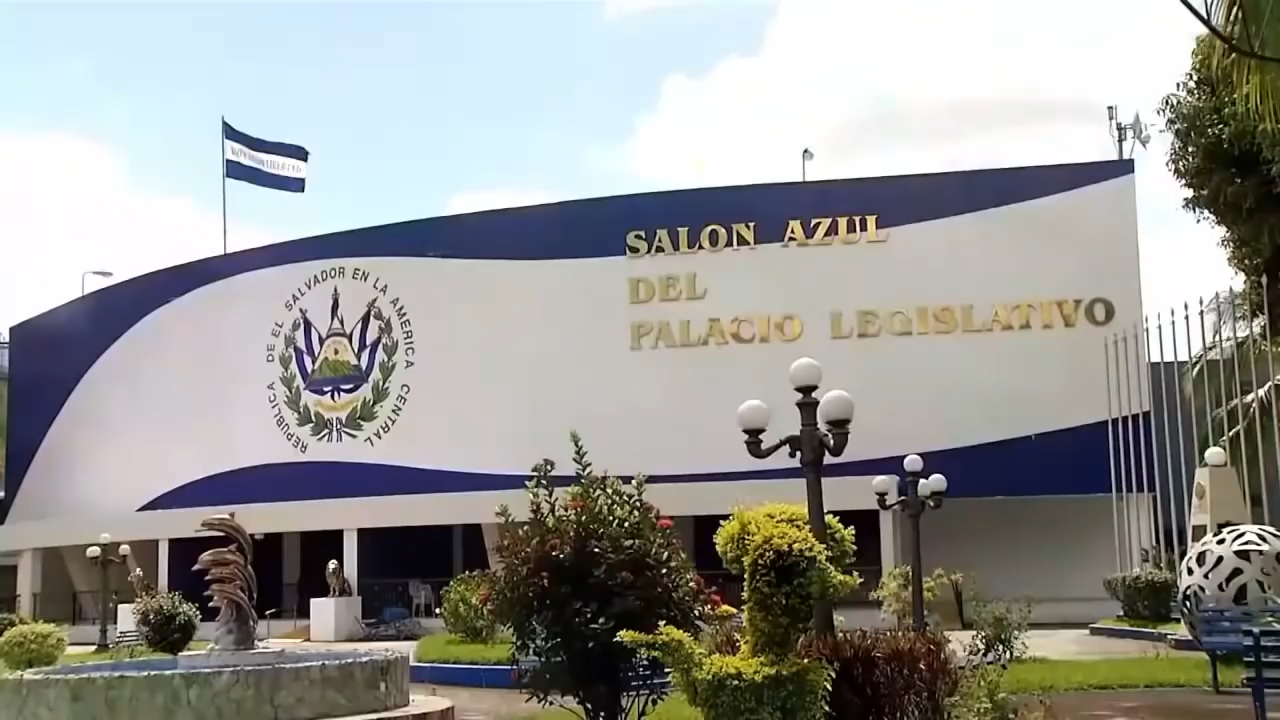 SALON AZUL
DEL
PALACIO LEGISLATIVO
REPUBLICA DE EL SALVADOR EN LA AMERICA CENTRAL